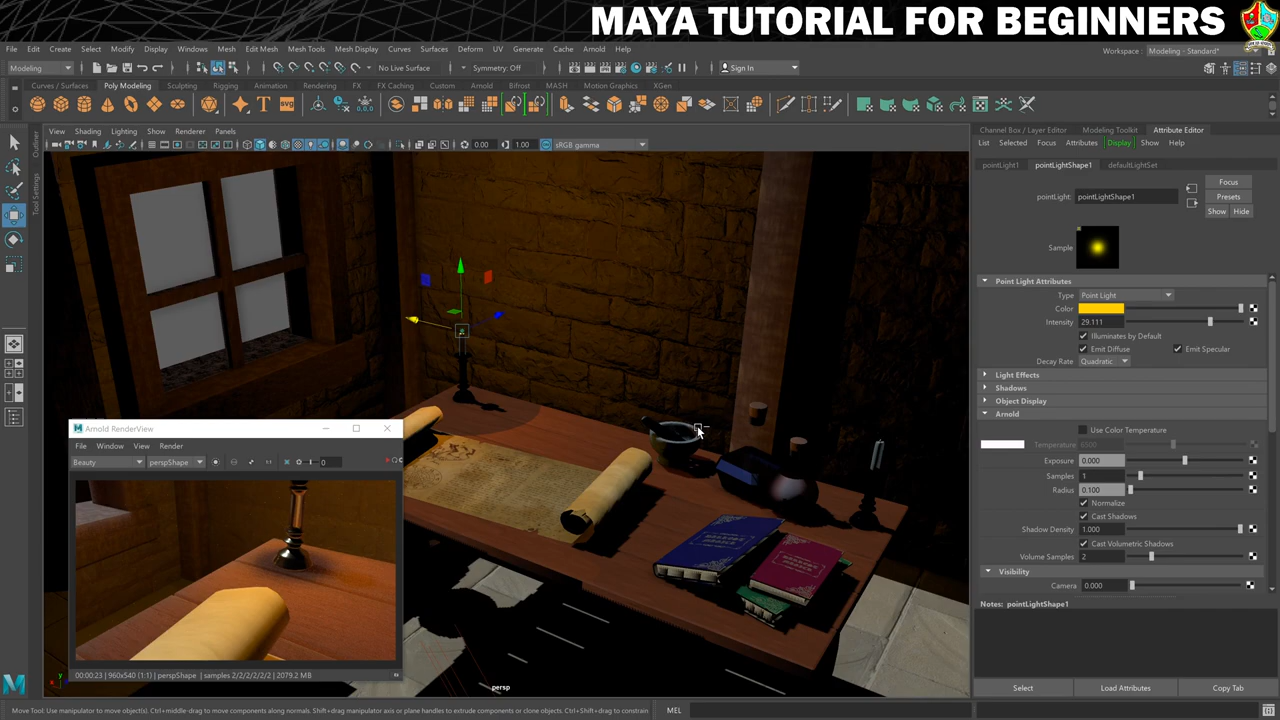 MAYA TUTORIAL FOR BEGINNERS
File Edit Create Select Modify Display Windows Mesh Edit Mesh Mesh Tools Mesh Display Curves Surfaces Deform UV Generate Cache Arnold Help
Workspace : Modeling - Standard*
Modeling No Live Surface Symmetry: Off Sign In
Curves / Surfaces Poly Modeling Sculpting Rigging Animation Rendering FX FX Caching Custom Arnold Bifrost MASH Motion Graphics XGen
SVG
Outliner
Tool Settings
View Shading Lighting Show Renderer Panels
0.00 1.00 sRGB gamma
Channel Box / Layer Editor Modeling Toolkit Attribute Editor
List Selected Focus Attributes Display Show Help
pointLight1 pointLightShape1 defaultLightSet
pointLight: pointLightShape1
Focus
Presets
Show Hide
Sample
Point Light Attributes
Type Point Light
Color
Intensity 29.111
Illuminates by Default
Emit Diffuse Emit Specular
Decay Rate Quadratic
Light Effects
Shadows
Object Display
Arnold
Use Color Temperature
Temperature 6500
Exposure 0.000
Samples 1
Radius 0.100
Normalize
Cast Shadows
Shadow Density 1.000
Cast Volumetric Shadows
Volume Samples 2
Visibility
Camera 0.000
Notes: pointLightShape1
Select Load Attributes Copy Tab
Arnold RenderView
File Window View Render
Beauty perspShape 0
00:00:23 | 960x540 (1:1) | perspShape | samples 2/2/2/2/2/2 | 2079.2 MB
persp
Move Tool: Use manipulator to move object(s). Ctrl+middle-drag to move components along normals. Shift+drag manipulator axis or plane handles to extrude components or clone objects. Ctrl+Shift+drag to constrain
MEL